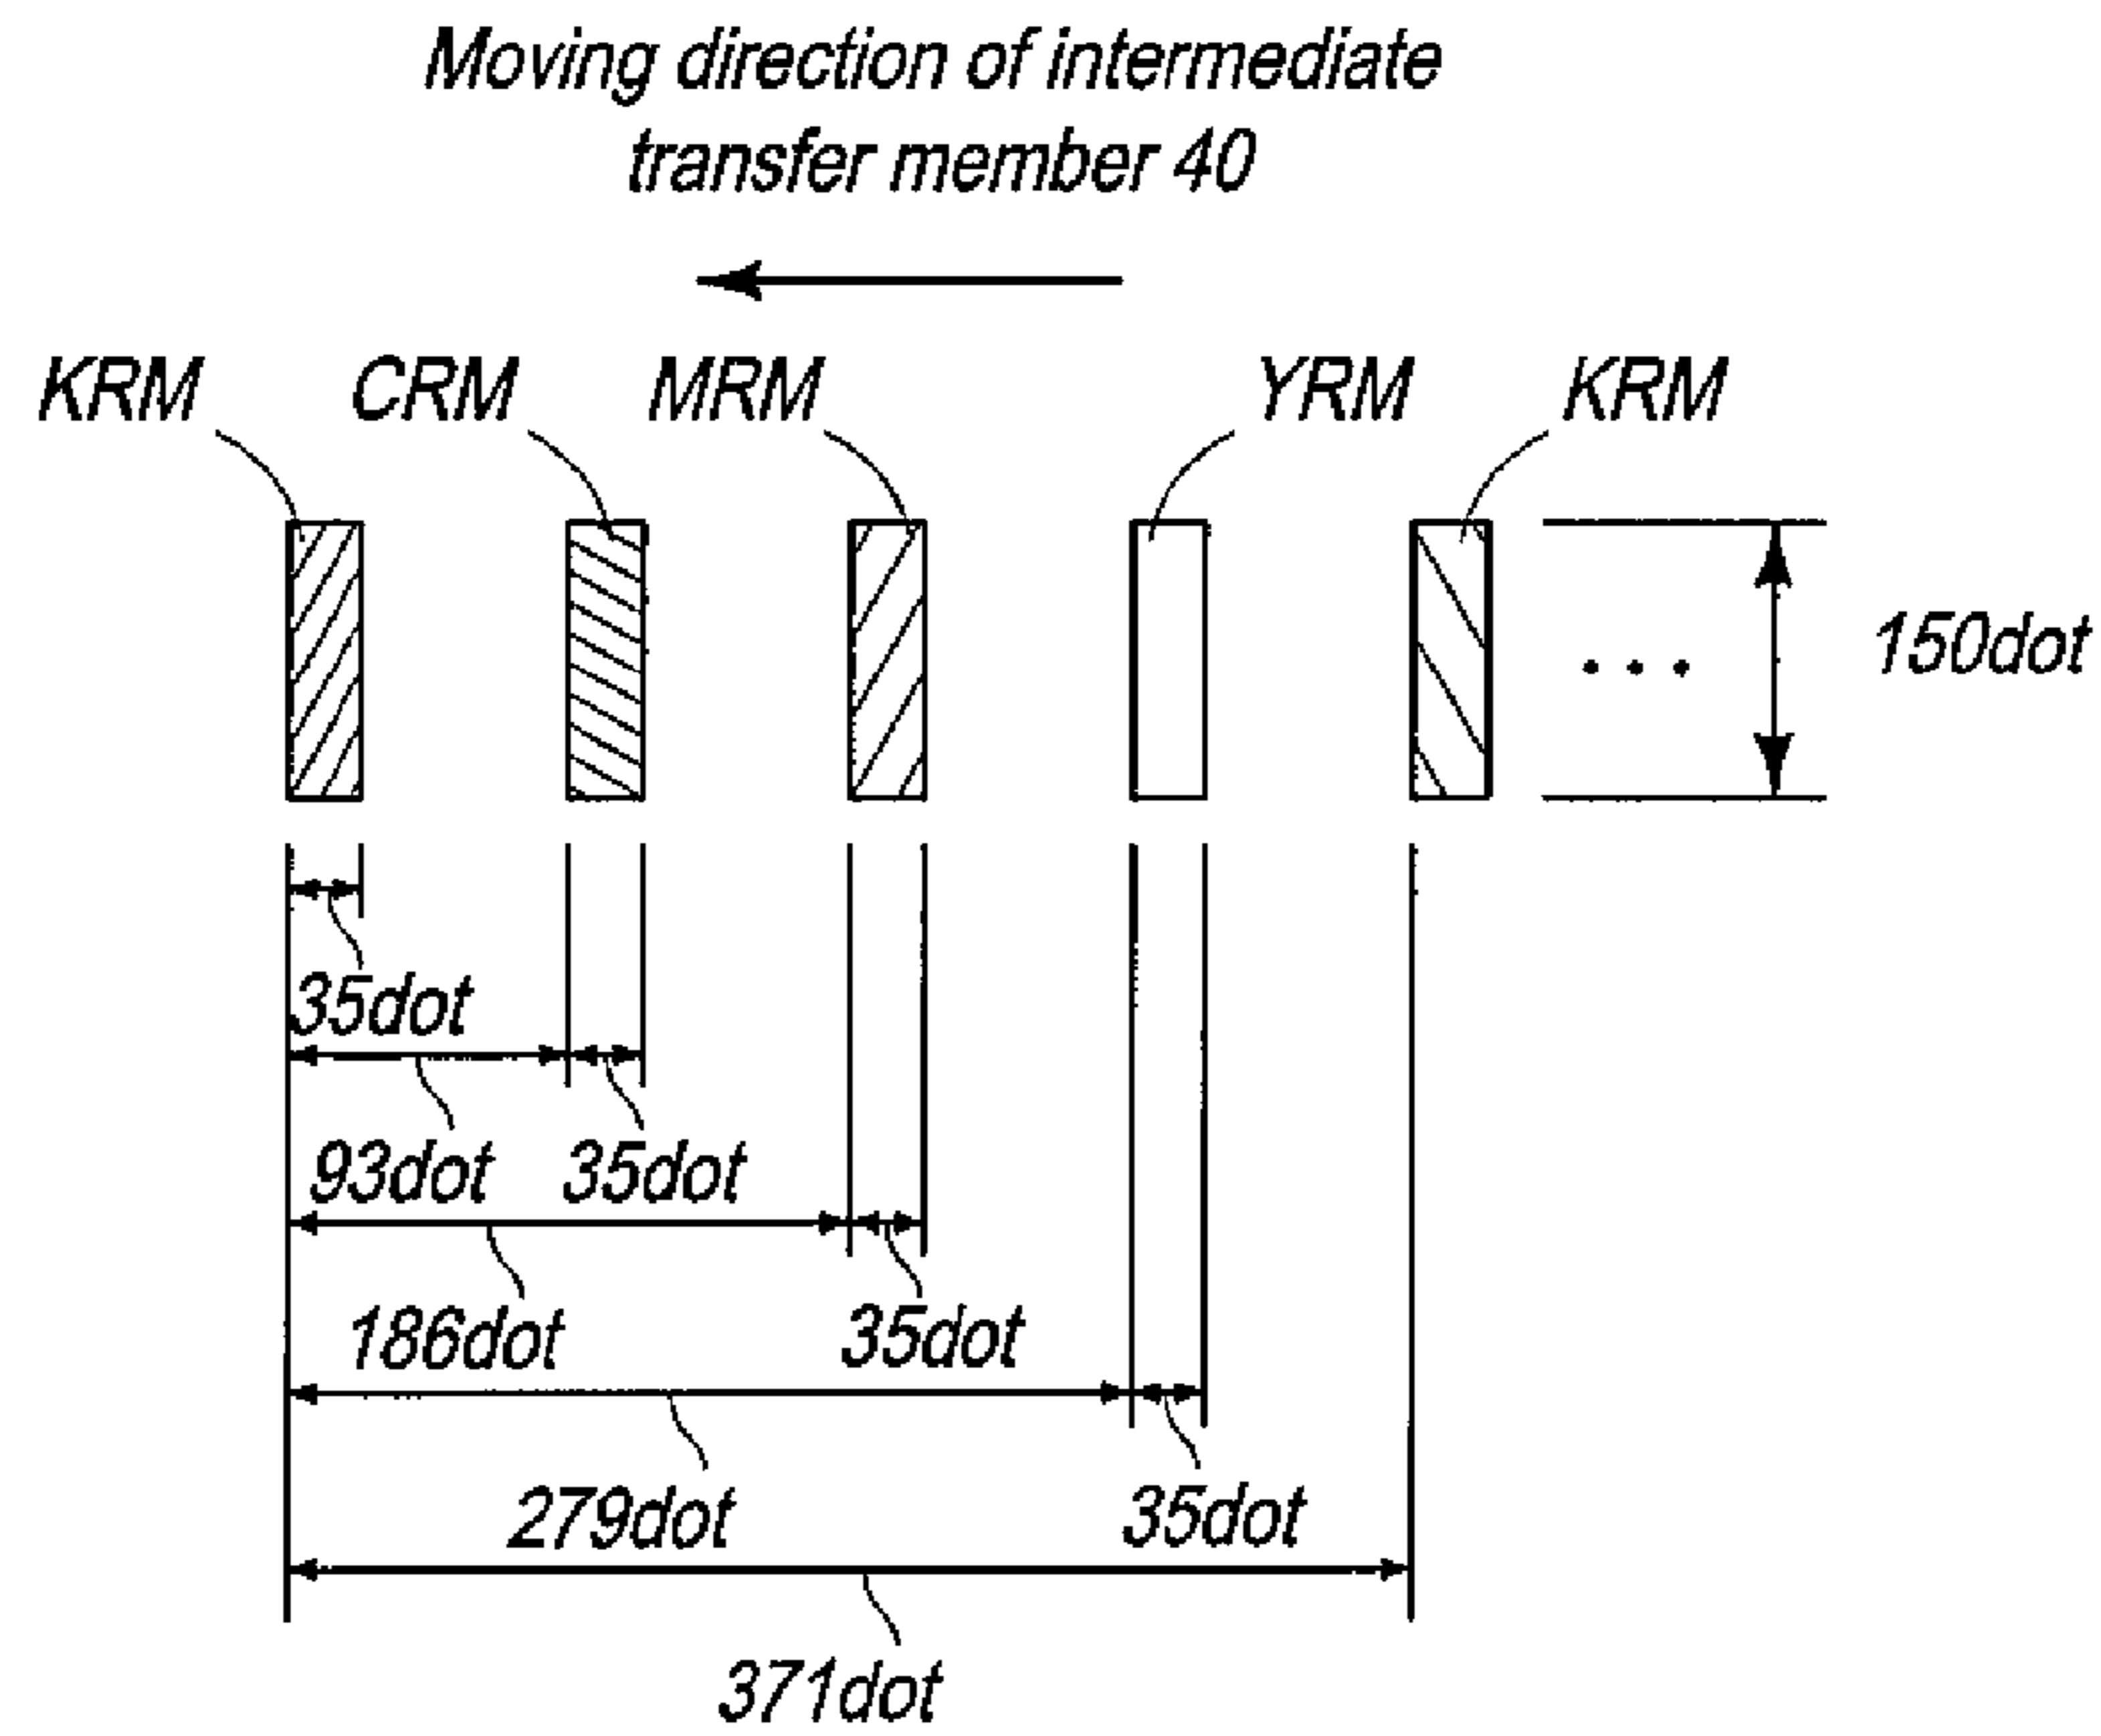 Moving direction of intermediate
transfer member 40
KRM CRM MRM YRM KRM
150dot
35dot
93dot 35dot
186dot 35dot
279dot 35dot
371dot